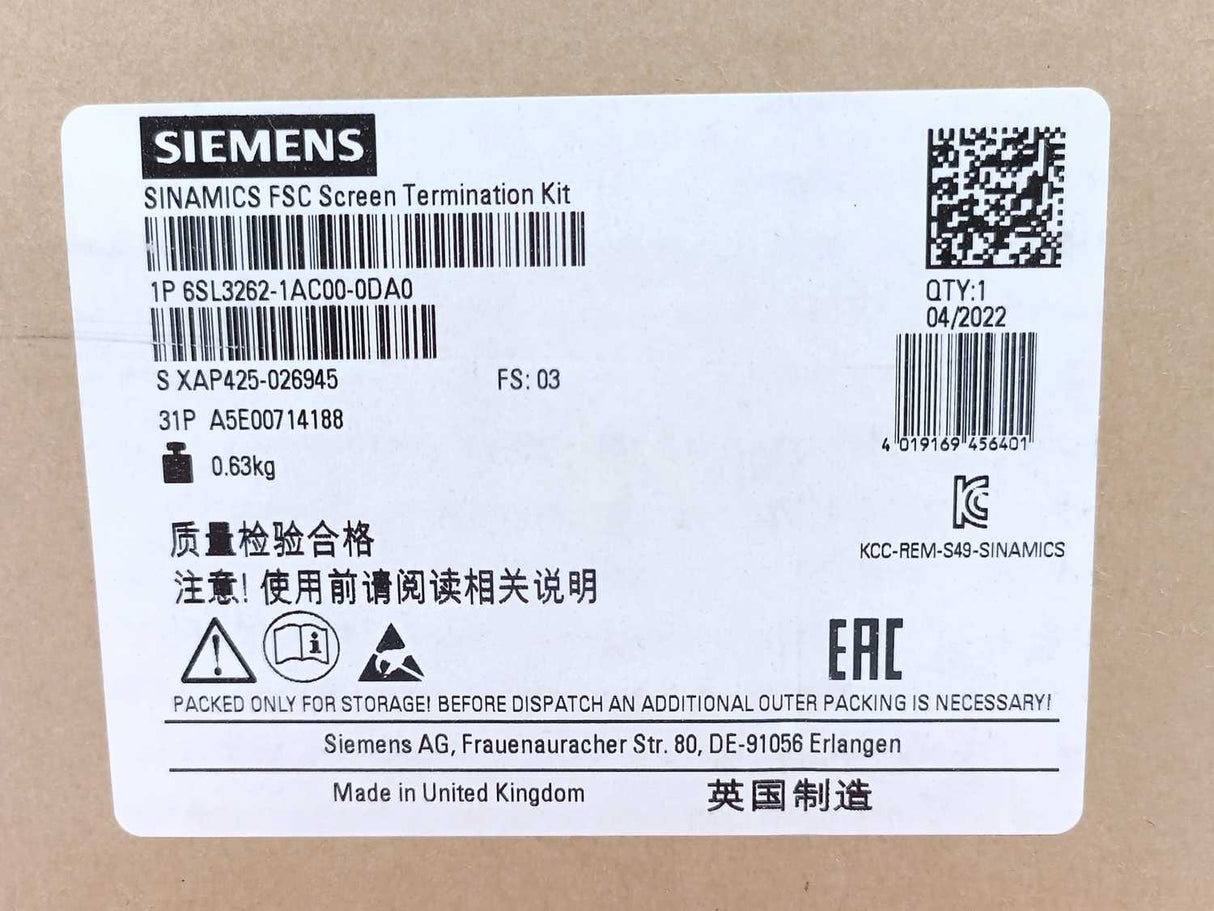 SIEMENS
SINAMICS FSC Screen Termination Kit
1P 6SL3262-1AC00-0DA0
QTY:1
04/2022
S XAP425-026945 FS: 03
31P A5E00714188
4 019169 456401
0.63kg
KC
质量检验合格
KCC-REM-S49-SINAMICS
注意! 使用前请阅读相关说明
EAC
PACKED ONLY FOR STORAGE! BEFORE DISPATCH AN ADDITIONAL OUTER PACKING IS NECESSARY!
Siemens AG, Frauenauracher Str. 80, DE-91056 Erlangen
Made in United Kingdom 英国制造